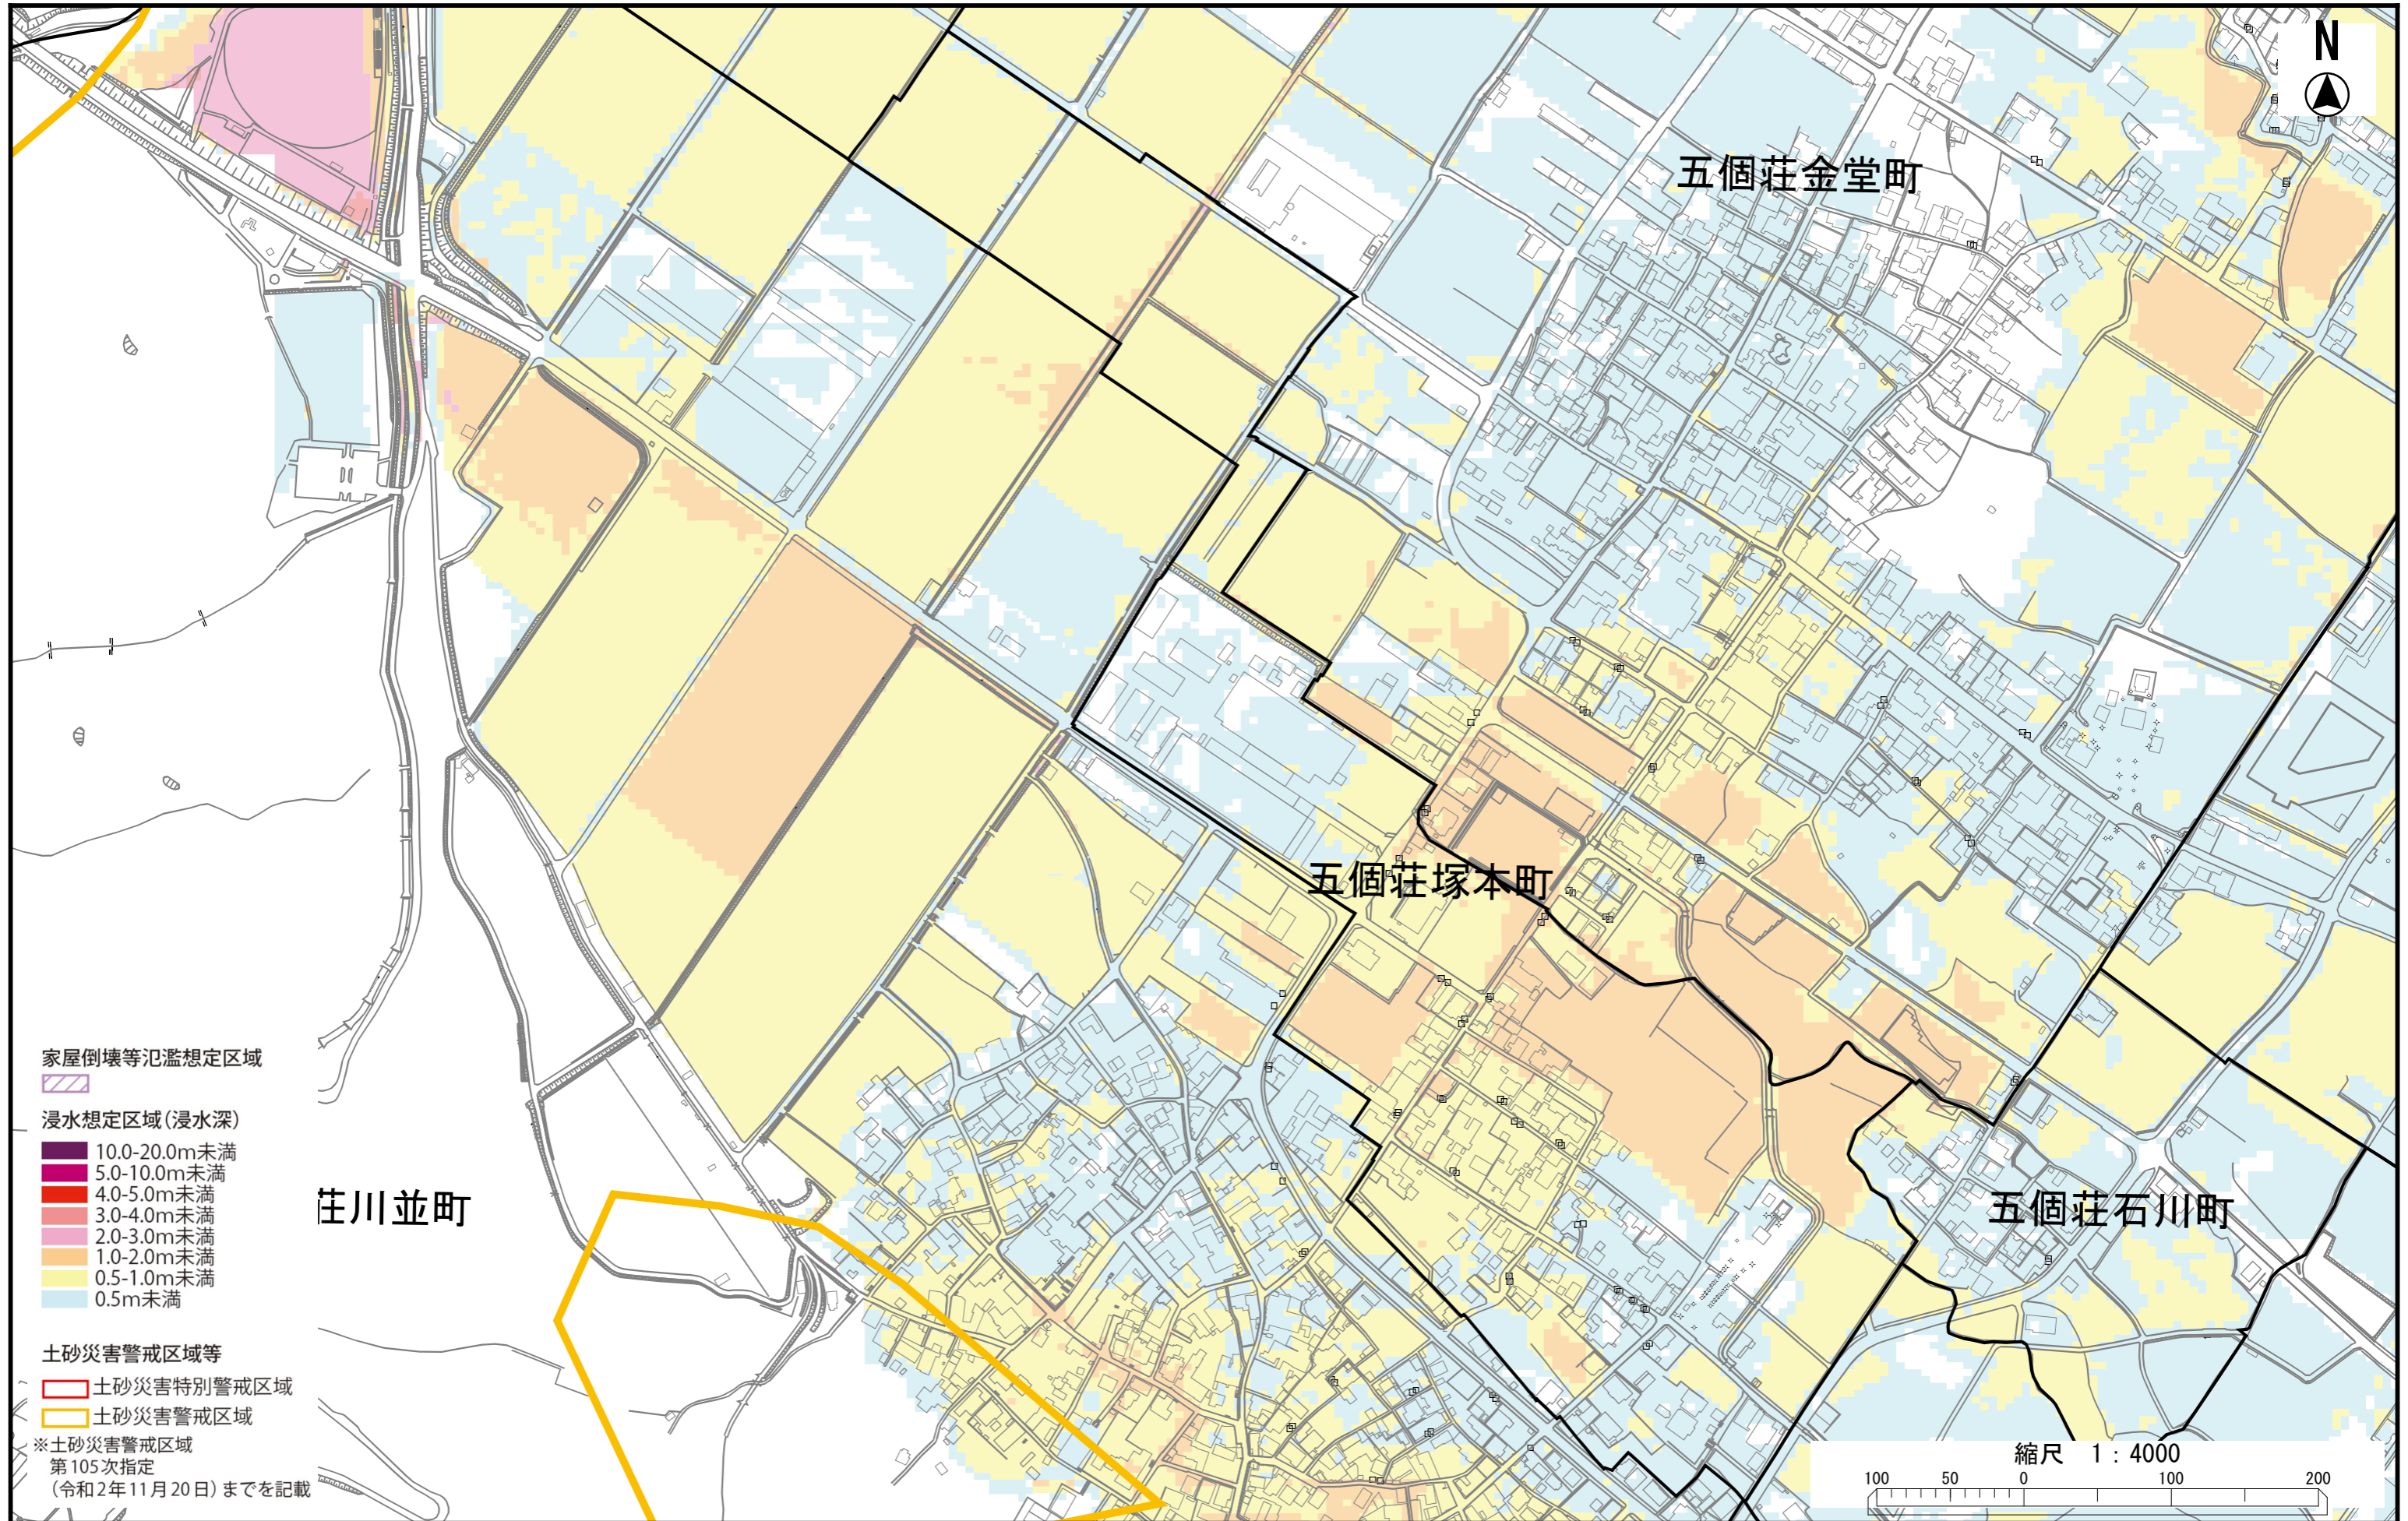 N
五個荘金堂町
五個荘塚本町
荘川並町
五個荘石川町
家屋倒壊等氾濫想定区域
浸水想定区域(浸水深)
10.0-20.0m未満
5.0-10.0m未満
4.0-5.0m未満
3.0-4.0m未満
2.0-3.0m未満
1.0-2.0m未満
0.5-1.0m未満
0.5m未満
土砂災害警戒区域等
土砂災害特別警戒区域
土砂災害警戒区域
※土砂災害警戒区域
第105次指定
(令和2年11月20日)までを記載
縮尺 1:4000
100 50 0 100 200